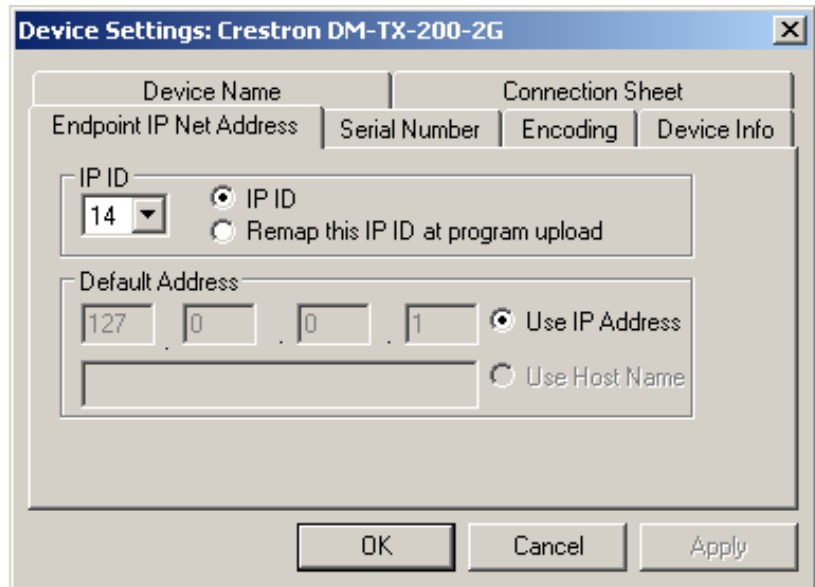 Device Settings: Crestron DM-TX-200-2G
Device Name Connection Sheet
Endpoint IP Net Address Serial Number Encoding Device Info
IP ID
14 IP ID
Remap this IP ID at program upload
Default Address
127 . 0 . 0 . 1 Use IP Address
Use Host Name
OK Cancel Apply